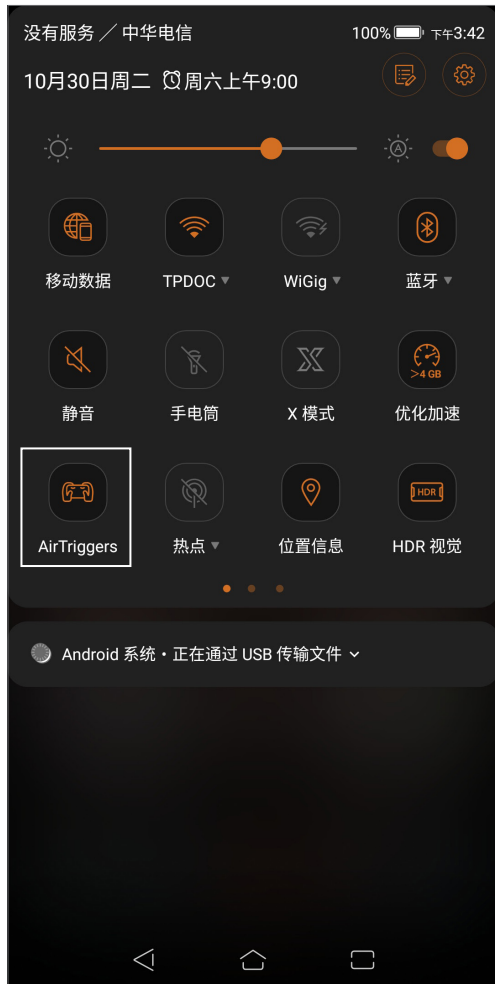 没有服务／中华电信 100% 下午3:42
10月30日周二 周六上午9:00
A
移动数据 TPDOC WiGig 蓝牙
>4 GB
静音 手电筒 X 模式 优化加速
HDR
AirTriggers 热点 位置信息 HDR 视觉
Android 系统・正在通过 USB 传输文件